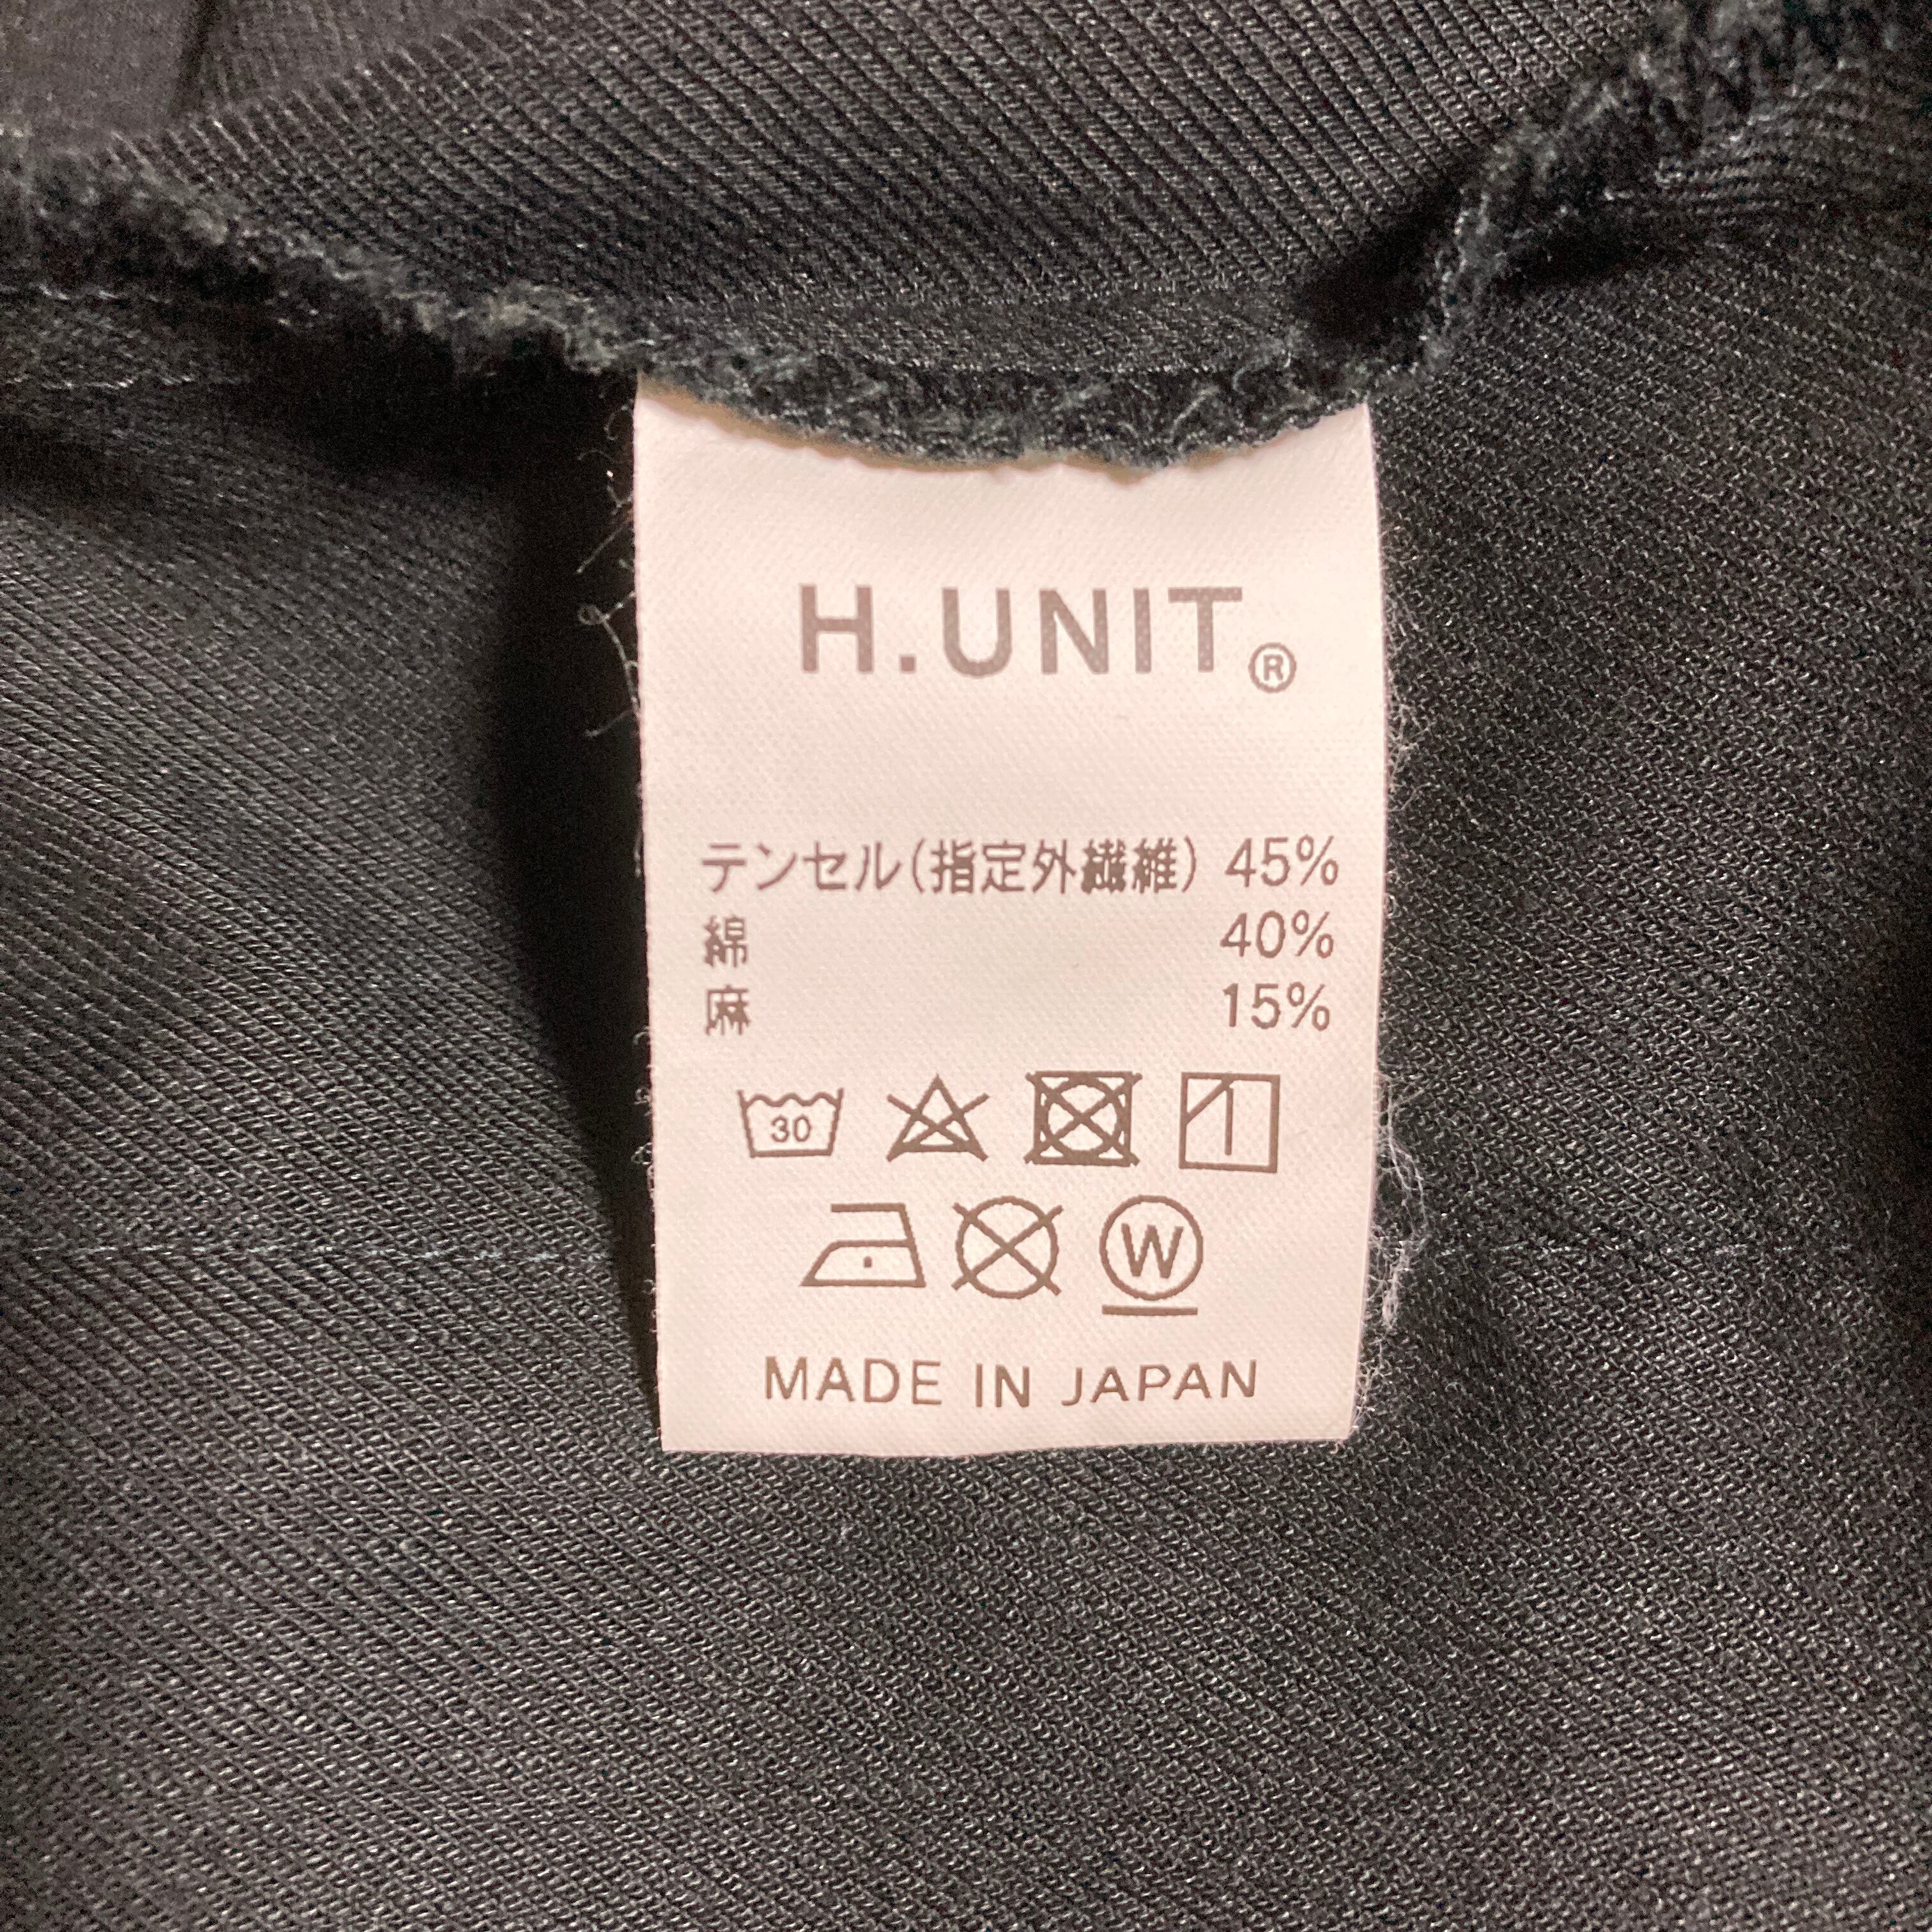 H.UNIT®
テンセル(指定外繊維) 45%
綿 40%
麻 15%
30
W
MADE IN JAPAN